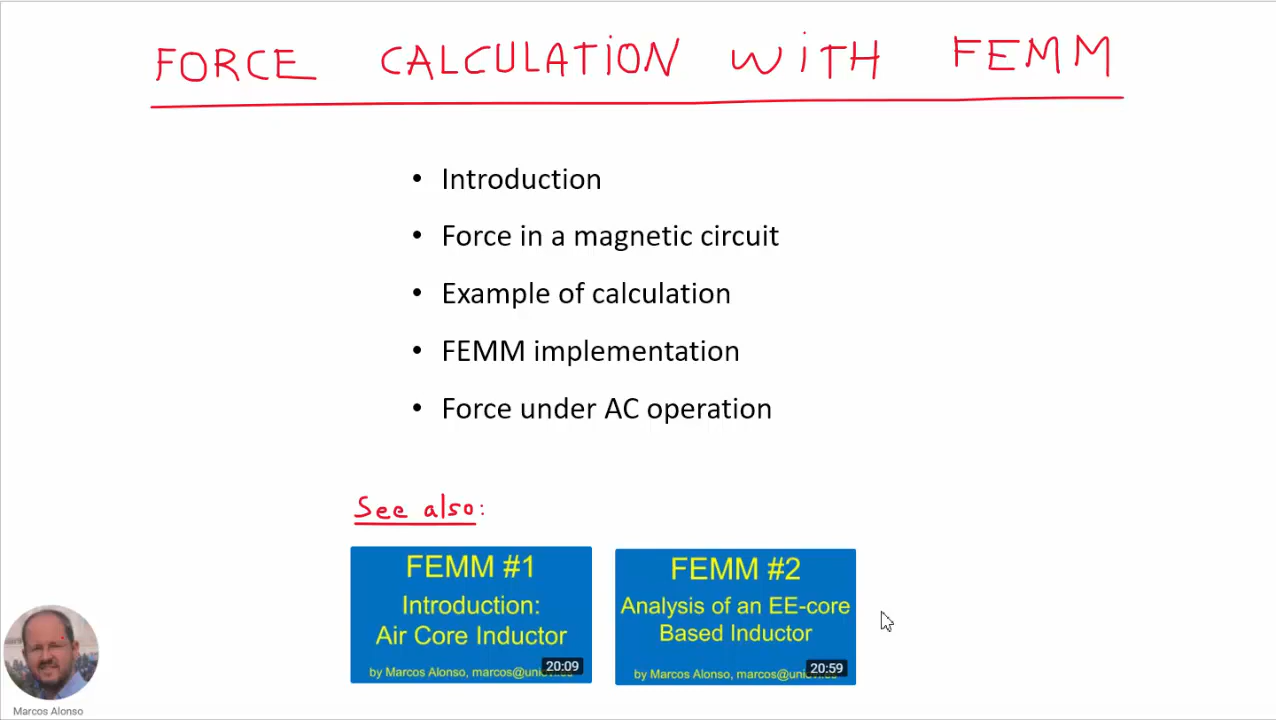 FORCE CALCULATION WITH FEMM
• Introduction
• Force in a magnetic circuit
• Example of calculation
• FEMM implementation
• Force under AC operation
See also:
FEMM #1
Introduction:
Air Core Inductor
by Marcos Alonso,
20:09
FEMM #2
Analysis of an EE-core
Based Inductor
by Marcos Alonso,
20:59
Marcos Alonso